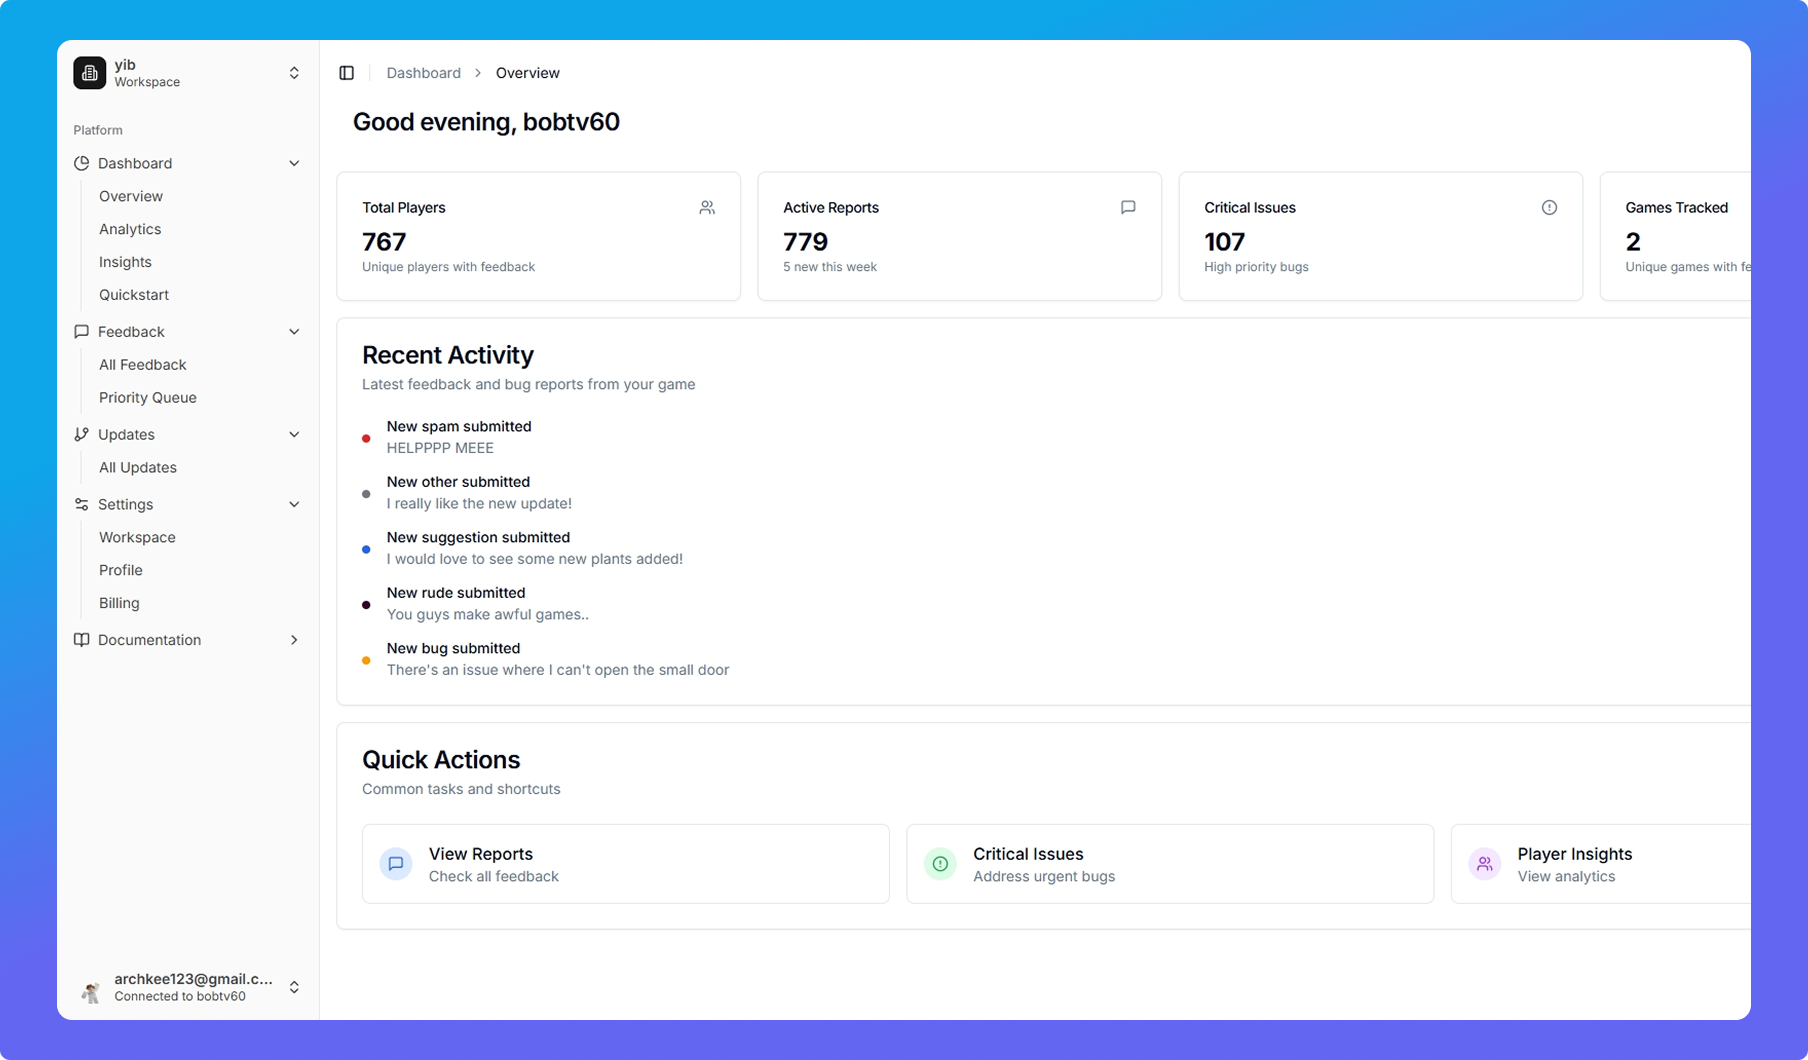 yib
Workspace
Platform
Dashboard
Overview
Analytics
Insights
Quickstart
Feedback
All Feedback
Priority Queue
Updates
All Updates
Settings
Workspace
Profile
Billing
Documentation
archkee123@gmail.c...
Connected to bobtv60
Dashboard > Overview
Good evening, bobtv60
Total Players
767
Unique players with feedback
Active Reports
779
5 new this week
Critical Issues
107
High priority bugs
Games Tracked
2
Unique games with fe
Recent Activity
Latest feedback and bug reports from your game
New spam submitted
HELPPPP MEEE
New other submitted
I really like the new update!
New suggestion submitted
I would love to see some new plants added!
New rude submitted
You guys make awful games..
New bug submitted
There's an issue where I can't open the small door
Quick Actions
Common tasks and shortcuts
View Reports
Check all feedback
Critical Issues
Address urgent bugs
Player Insights
View analytics